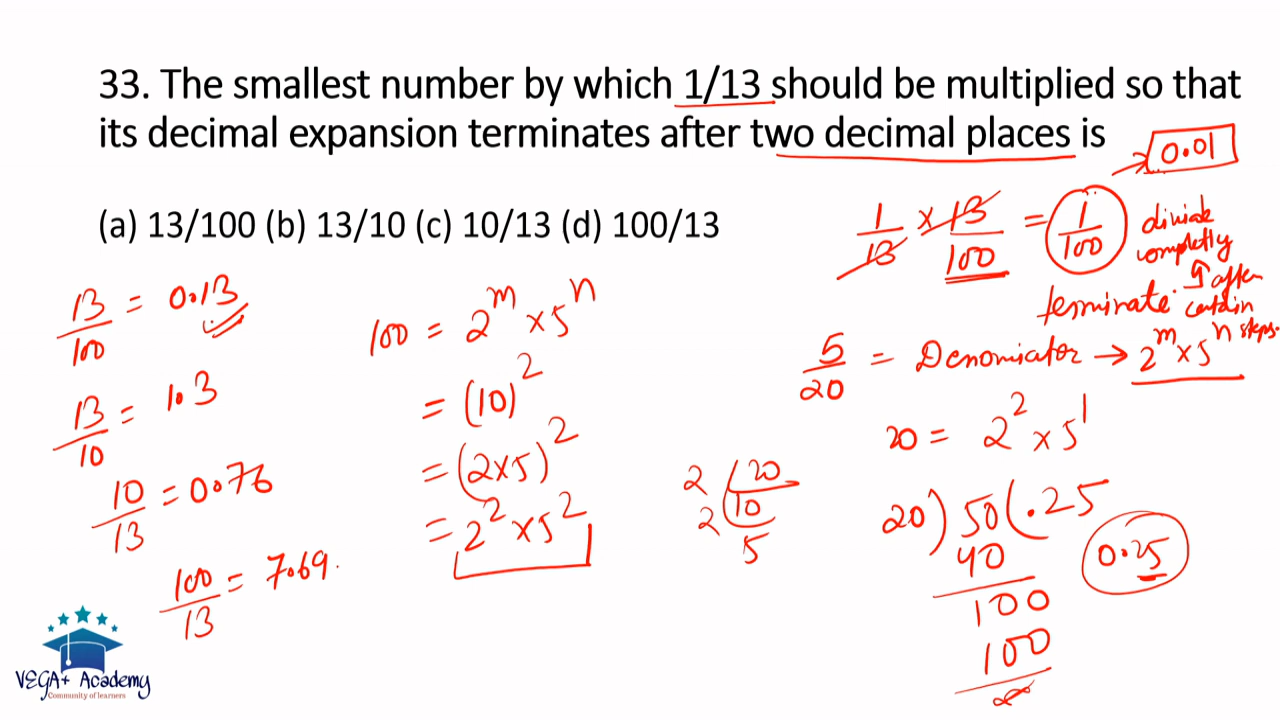 33. The smallest number by which 1/13 should be multiplied so that
its decimal expansion terminates after two decimal places is
(a) 13/100 (b) 13/10 (c) 10/13 (d) 100/13
1/13 × 13/100 = 1/100
0.01
divide
completly
terminate. after
certain
steps.
13/100 = 0.13
13/10 = 1.3
10/13 = 0.76
100/13 = 7.69.
100 = 2^m × 5^n
= (10)^2
= (2×5)^2
= 2^2 × 5^2
5/20 = Denomiator → 2^m × 5^n
20 = 2^2 × 5^1
2 20
2 10
5
20) 50 (.25
40
100
100
0.25
VEGA+ Academy
Community of learners